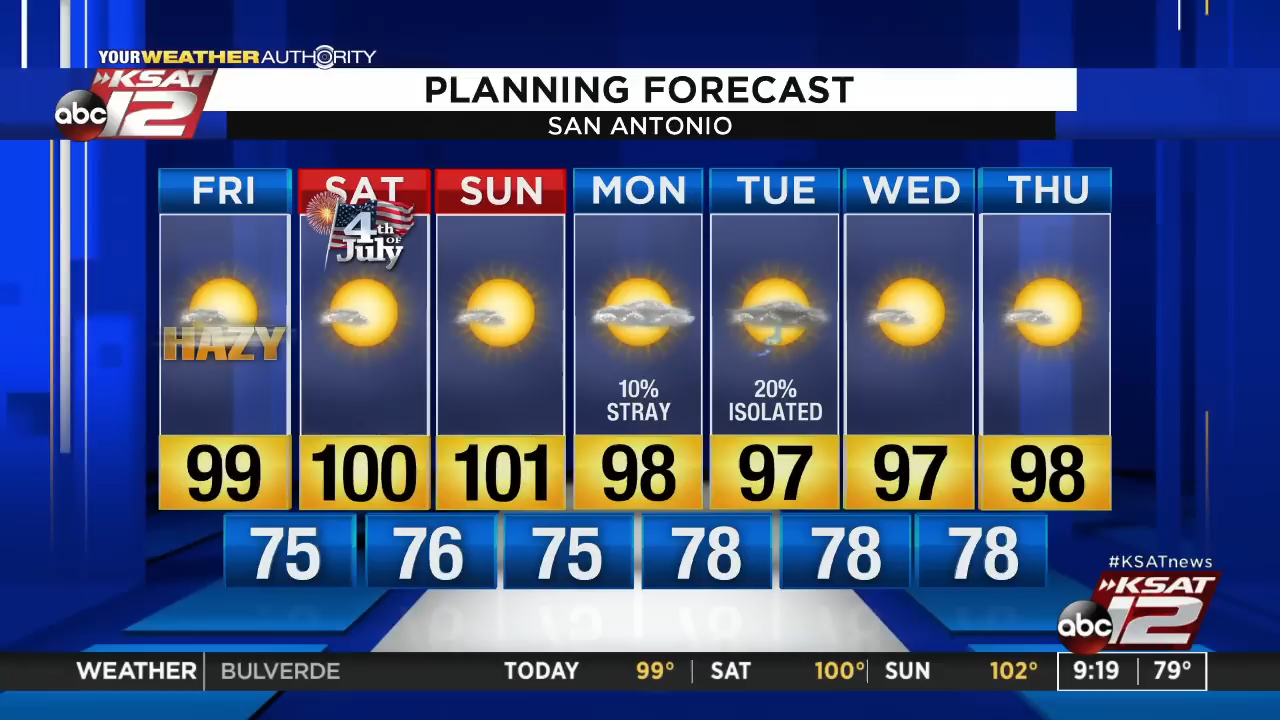 YOURWEATHERAUTHORITY
KSAT
abc 12
PLANNING FORECAST
SAN ANTONIO
FRI SAT SUN MON TUE WED THU
4th
OF
July
HAZY
10% 20%
STRAY ISOLATED
99 100 101 98 97 97 98
75 76 75 78 78 78
#KSATnews
KSAT
abc 12
WEATHER BULVERDE TODAY 99° SAT 100° SUN 102° 9:19 79°